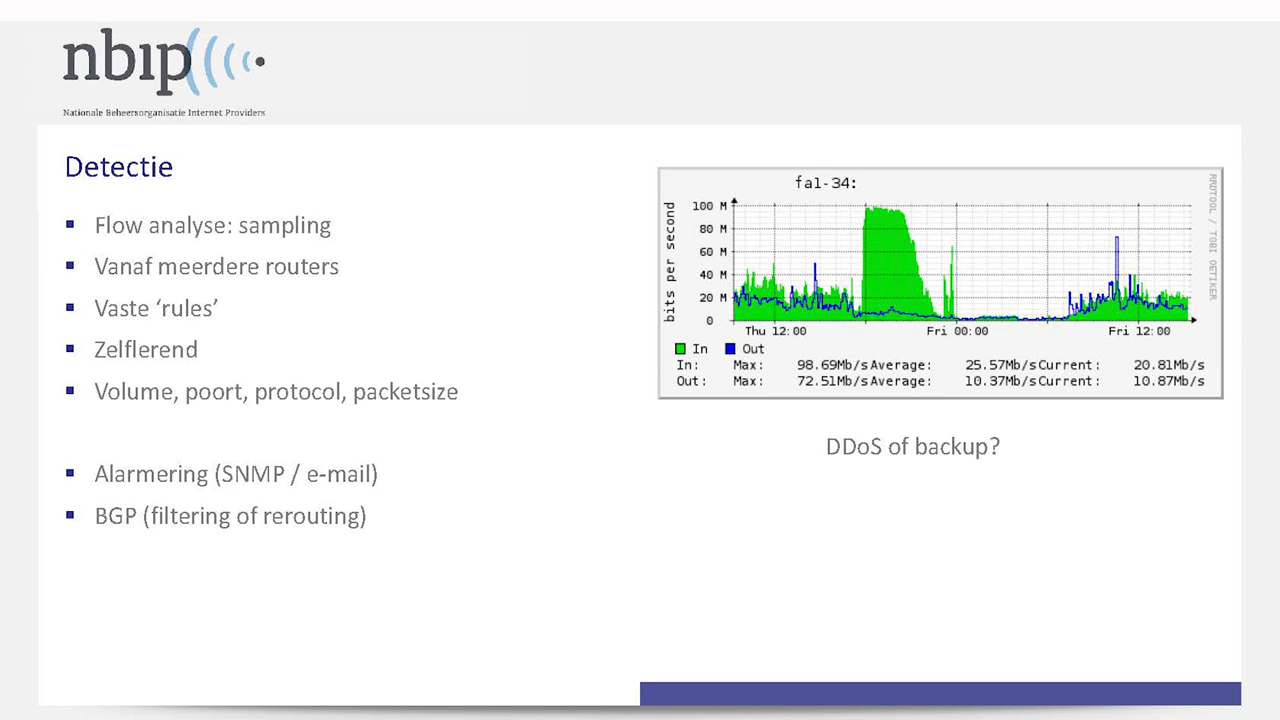 nbip
Nationale Beheersorganisatie Internet Providers
Detectie
Flow analyse: sampling
Vanaf meerdere routers
Vaste ‘rules’
Zelflerend
Volume, poort, protocol, packetsize
Alarmering (SNMP / e-mail)
BGP (filtering of rerouting)
fa1-34:
RRDTOOL / TOBI OETIKER
bits per second
100 M
80 M
60 M
40 M
20 M
0
Thu 12:00 Fri 00:00 Fri 12:00
In Out
In: Max: 98.69Mb/s Average: 25.57Mb/s Current: 20.81Mb/s
Out: Max: 72.51Mb/s Average: 10.37Mb/s Current: 10.87Mb/s
DDoS of backup?